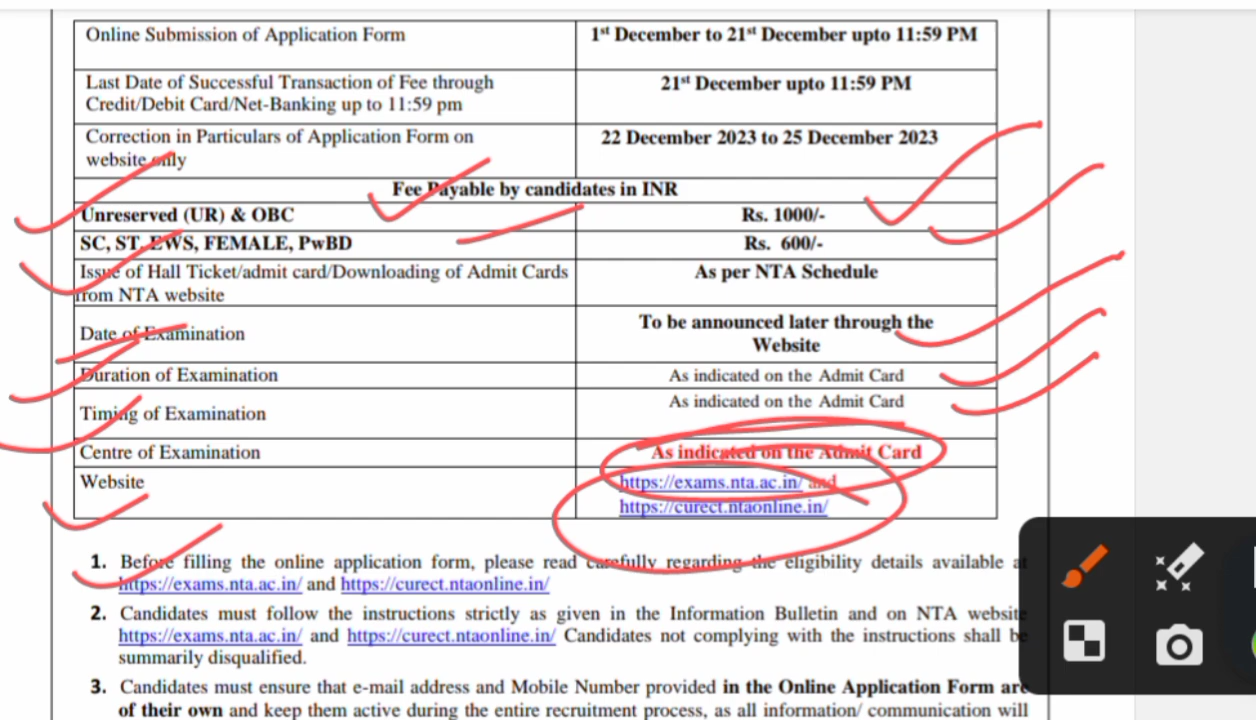 Online Submission of Application Form
1st December to 21st December upto 11:59 PM
Last Date of Successful Transaction of Fee through
Credit/Debit Card/Net-Banking up to 11:59 pm
21st December upto 11:59 PM
Correction in Particulars of Application Form on
website only
22 December 2023 to 25 December 2023
Fee Payable by candidates in INR
Unreserved (UR) & OBC
Rs. 1000/-
SC, ST, EWS, FEMALE, PwBD
Rs. 600/-
Issue of Hall Ticket/admit card/Downloading of Admit Cards
from NTA website
As per NTA Schedule
Date of Examination
To be announced later through the
Website
Duration of Examination
As indicated on the Admit Card
Timing of Examination
As indicated on the Admit Card
Centre of Examination
As indicated on the Admit Card
Website
https://exams.nta.ac.in/ and
https://curect.ntaonline.in/
1. Before filling the online application form, please read carefully regarding the eligibility details available at
https://exams.nta.ac.in/ and https://curect.ntaonline.in/
2. Candidates must follow the instructions strictly as given in the Information Bulletin and on NTA website
https://exams.nta.ac.in/ and https://curect.ntaonline.in/ Candidates not complying with the instructions shall be
summarily disqualified.
3. Candidates must ensure that e-mail address and Mobile Number provided in the Online Application Form are
of their own and keep them active during the entire recruitment process, as all information/ communication will